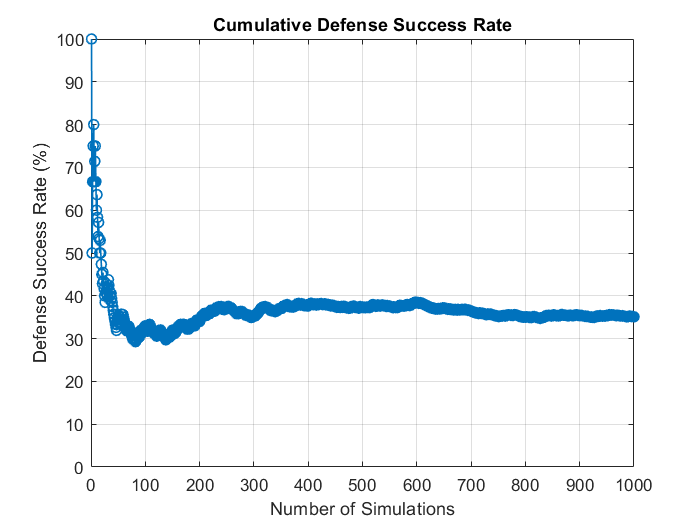 Cumulative Defense Success Rate
100
90
80
70
60
50
40
30
20
10
0
Defense Success Rate (%)
0 100 200 300 400 500 600 700 800 900 1000
Number of Simulations